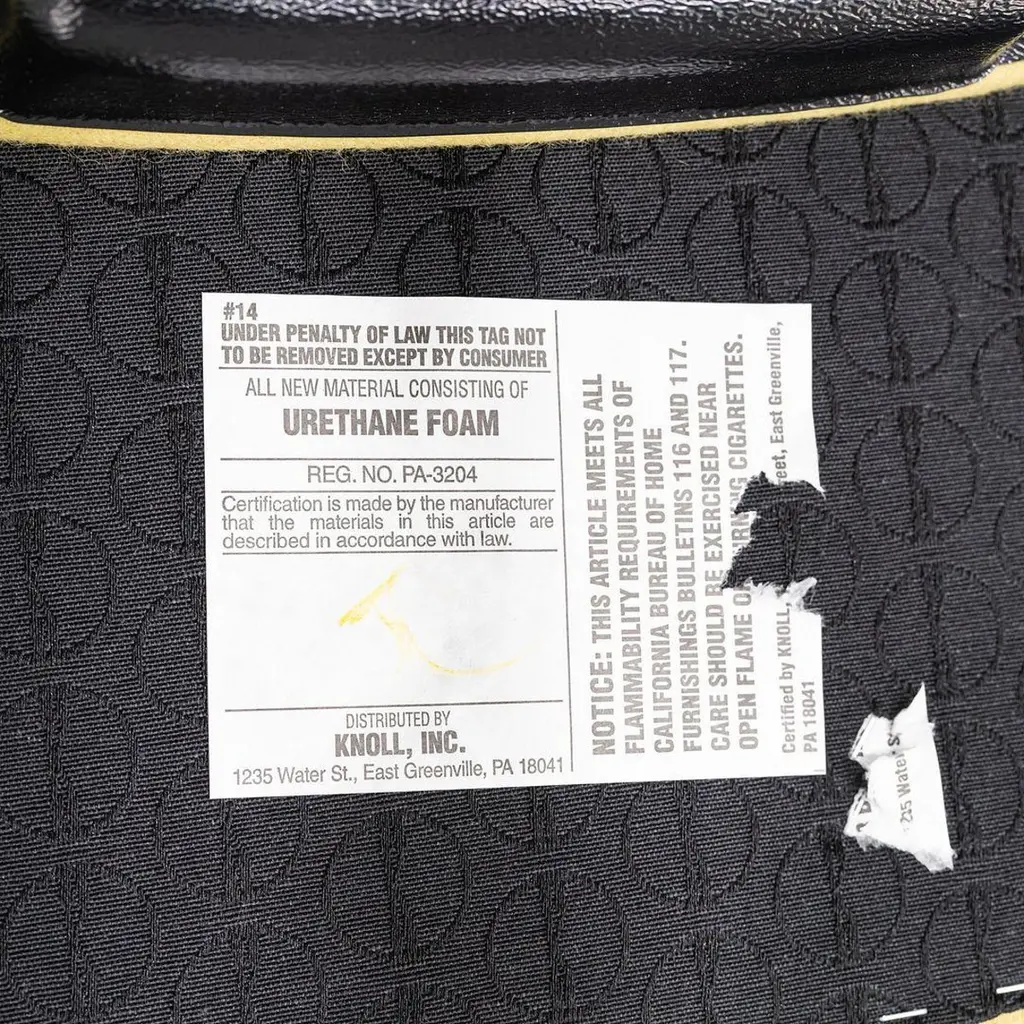 #14
UNDER PENALTY OF LAW THIS TAG NOT
TO BE REMOVED EXCEPT BY CONSUMER
ALL NEW MATERIAL CONSISTING OF
URETHANE FOAM
REG. NO. PA-3204
Certification is made by the manufacturer
that the materials in this article are
described in accordance with law.
DISTRIBUTED BY
KNOLL, INC.
1235 Water St., East Greenville, PA 18041
NOTICE: THIS ARTICLE MEETS ALL
FLAMMABILITY REQUIREMENTS OF
CALIFORNIA BUREAU OF HOME
FURNISHINGS BULLETINS 116 AND 117.
CARE SHOULD BE EXERCISED NEAR
OPEN FLAME CIGARETTES.
Certified by KNOLL, East Greenville,
PA 18041
Water